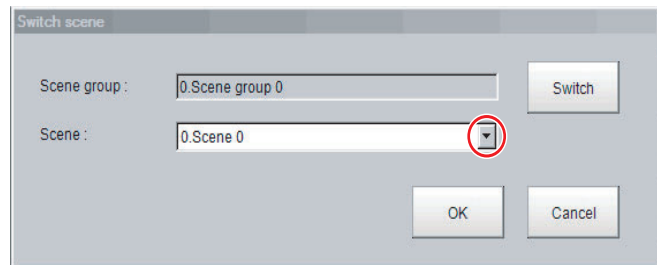 Switch scene
Scene group : 0.Scene group 0 Switch
Scene : 0.Scene 0
OK Cancel